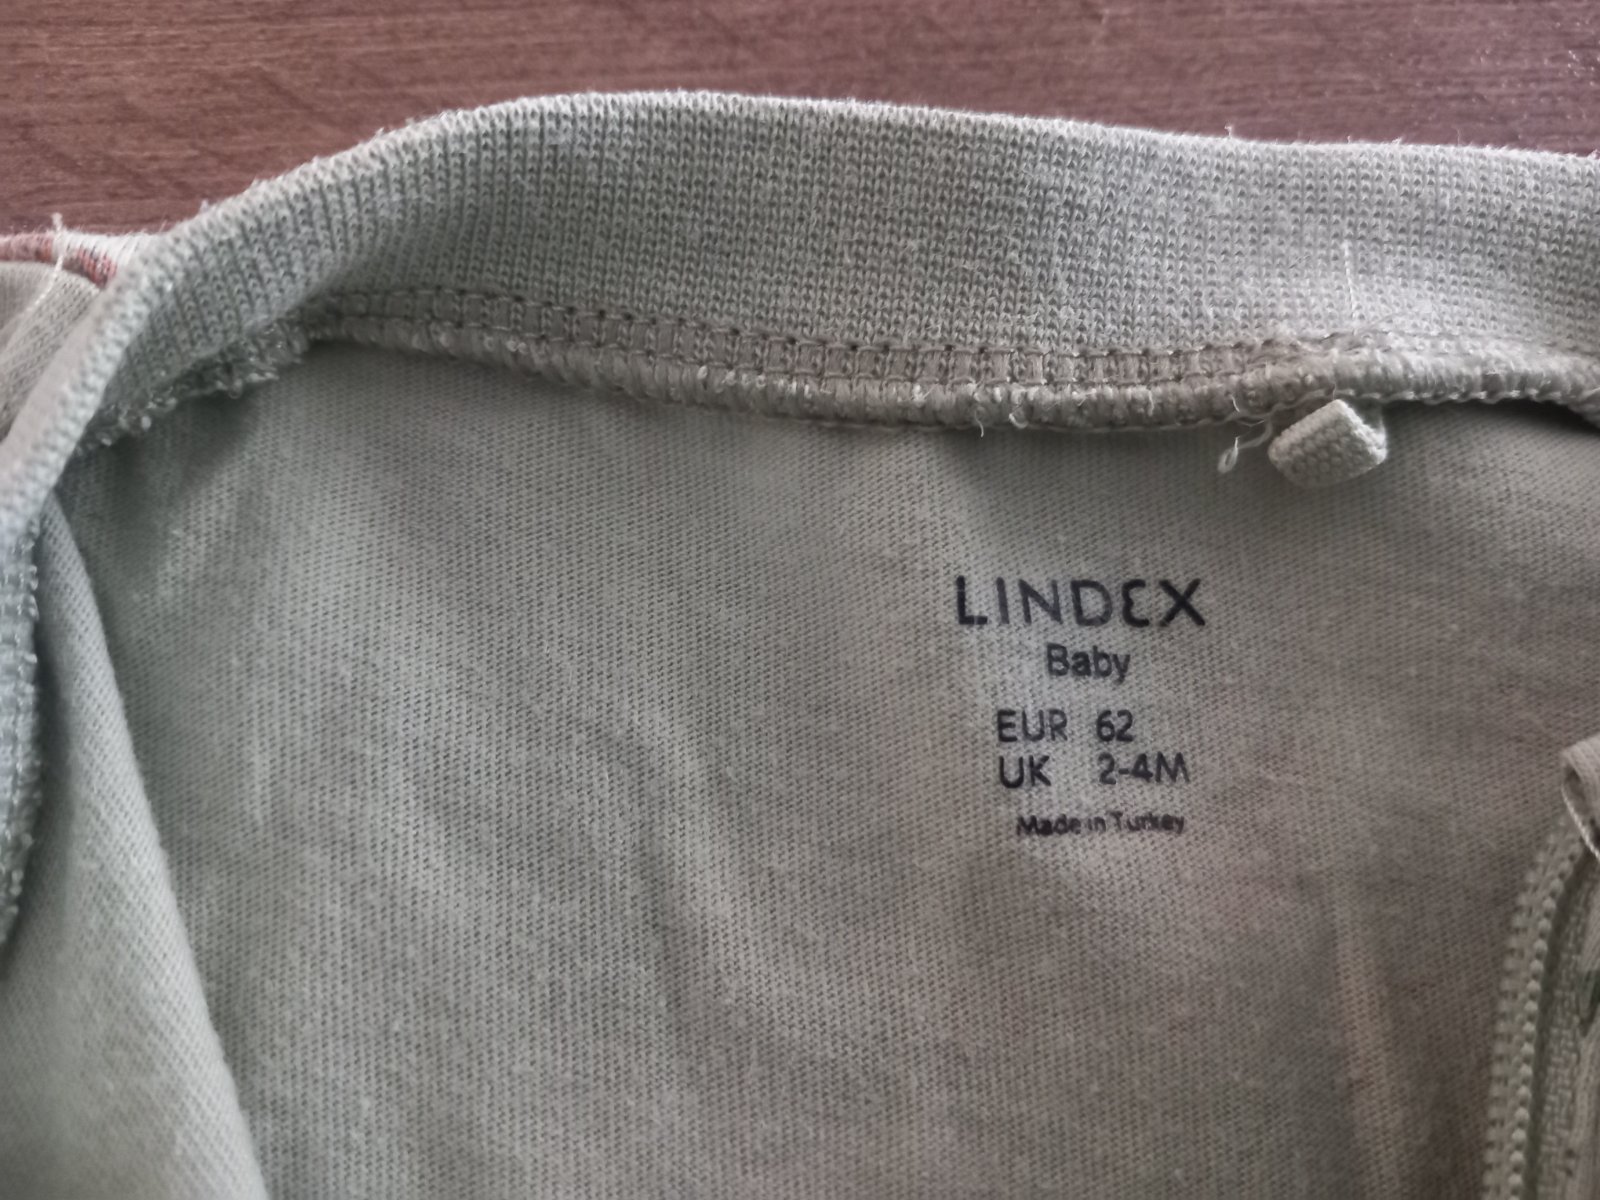 LINDEX
Baby
EUR 62
UK 2-4M
Made in Turkey